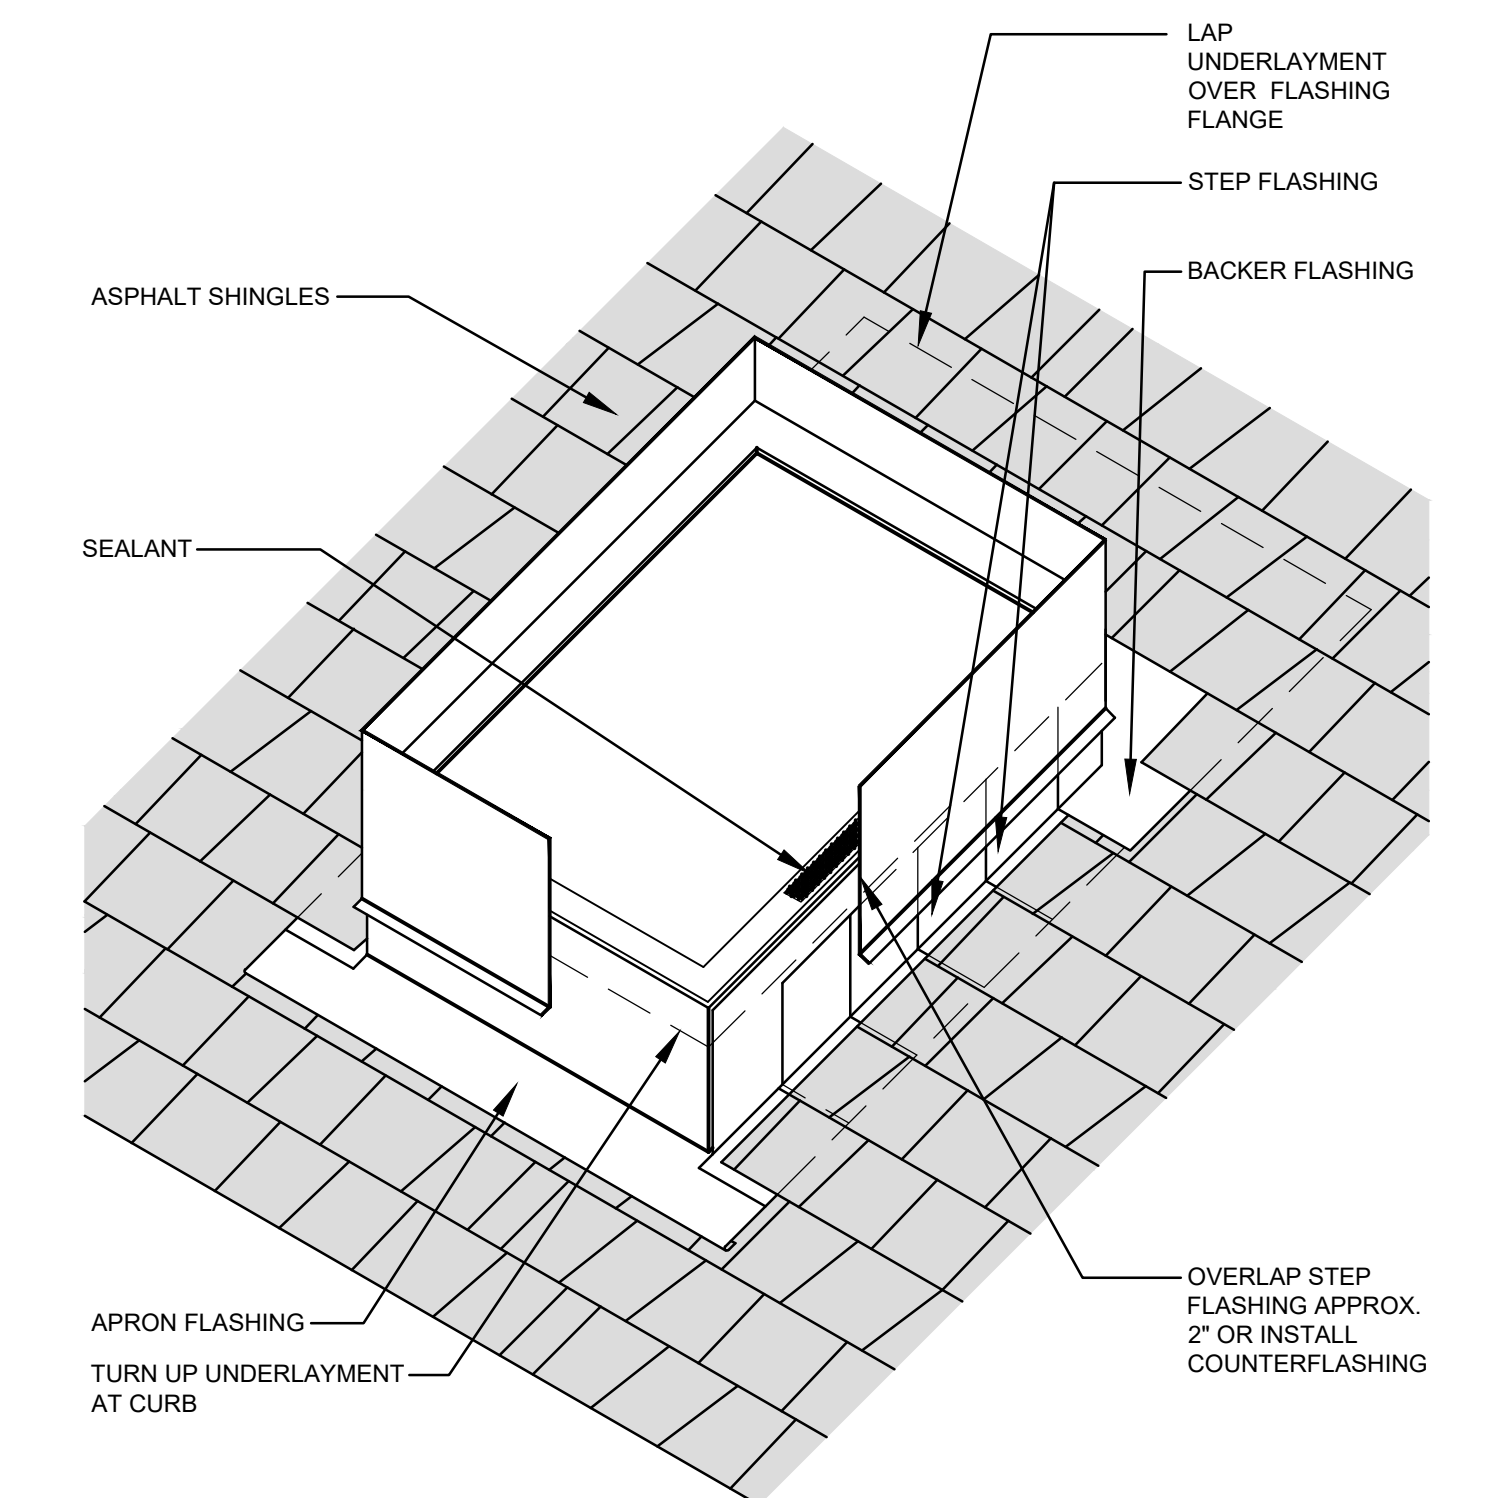 LAP
UNDERLAYMENT
OVER FLASHING
FLANGE
STEP FLASHING
BACKER FLASHING
ASPHALT SHINGLES
SEALANT
APRON FLASHING
TURN UP UNDERLAYMENT
AT CURB
OVERLAP STEP
FLASHING APPROX.
2" OR INSTALL
COUNTERFLASHING